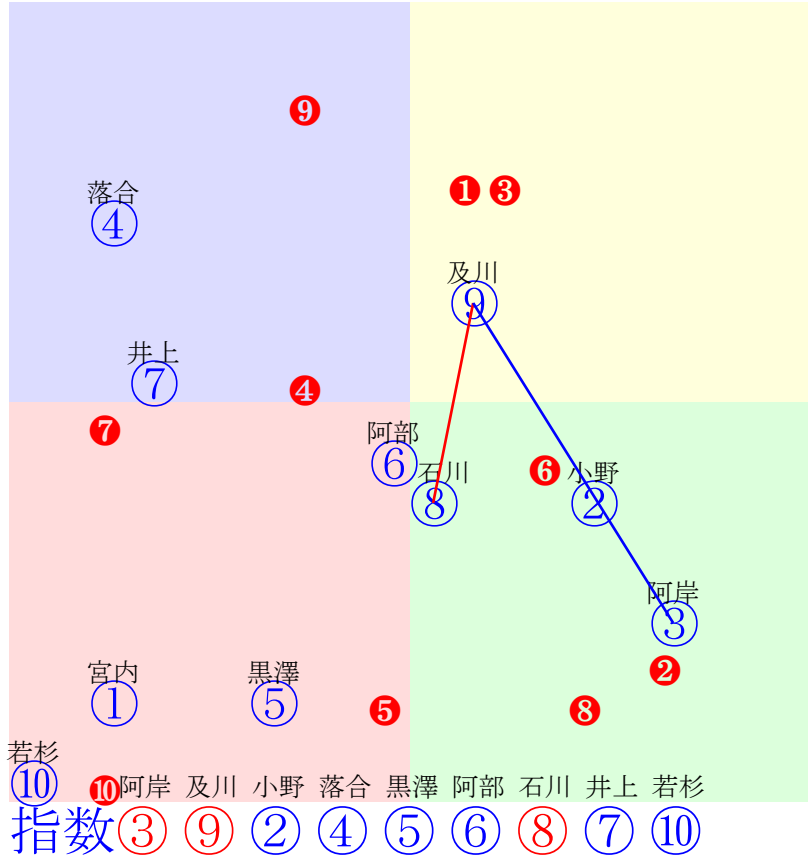 ❾
落合
④
❶ ❸
及川
⑨
井上
⑦
❹
❼
阿部
⑥
石川
⑧
❻
小野
②
阿岸
③
❷
宮内
①
黒澤
⑤
❺
❽
若杉
⑩
❿
阿岸 及川 小野 落合 黒澤 阿部 石川 井上 若杉
指数 ③ ⑨ ② ④ ⑤ ⑥ ⑧ ⑦ ⑩